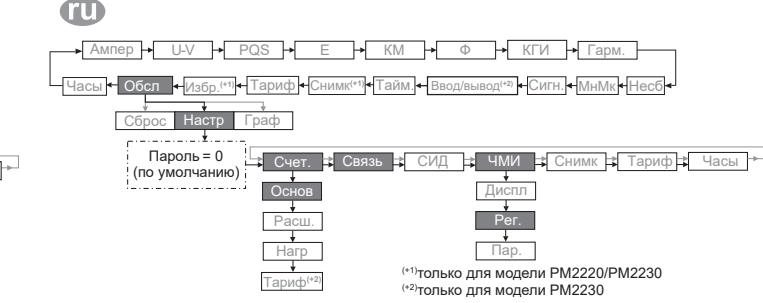 ru
Ампер U-V PQS E КМ Ф КГИ Гарм.
Часы Обсл Избр.(*1) Тариф Снимк(*1) Тайм. Ввод/вывод(*2) Сигн. МнМк Несб
Сброс Настр Граф
Пароль = 0
(по умолчанию)
Счет. Связь СИД ЧМИ Снимк Тариф Часы
Основ Диспл
Расш. Рег.
Нагр Пар.
Тариф(*2)
(*1)только для модели PM2220/PM2230
(*2)только для модели PM2230